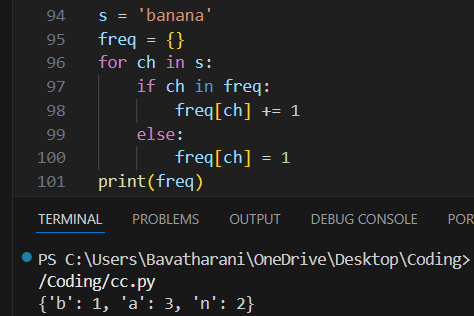 94 s = 'banana'
95 freq = {}
96 for ch in s:
97     if ch in freq:
98         freq[ch] += 1
99     else:
100         freq[ch] = 1
101 print(freq)
TERMINAL PROBLEMS OUTPUT DEBUG CONSOLE POR
PS C:\Users\Bavatharani\OneDrive\Desktop\Coding>
/Coding/cc.py
{'b': 1, 'a': 3, 'n': 2}